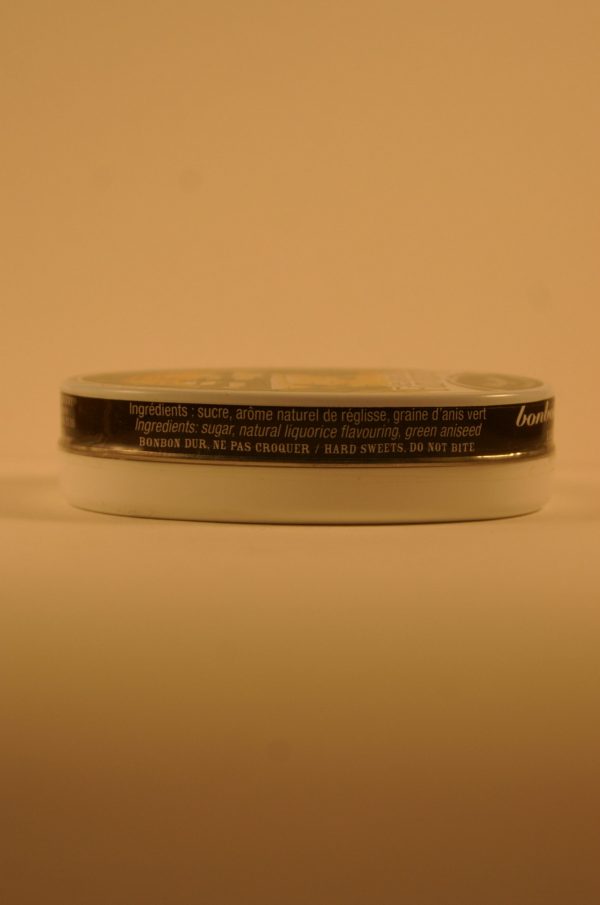 Ingrédients : sucre, arôme naturel de réglisse, graine d'anis vert
Ingredients: sugar, natural liquorice flavouring, green aniseed
BONBON DUR, NE PAS CROQUER / HARD SWEETS, DO NOT BITE